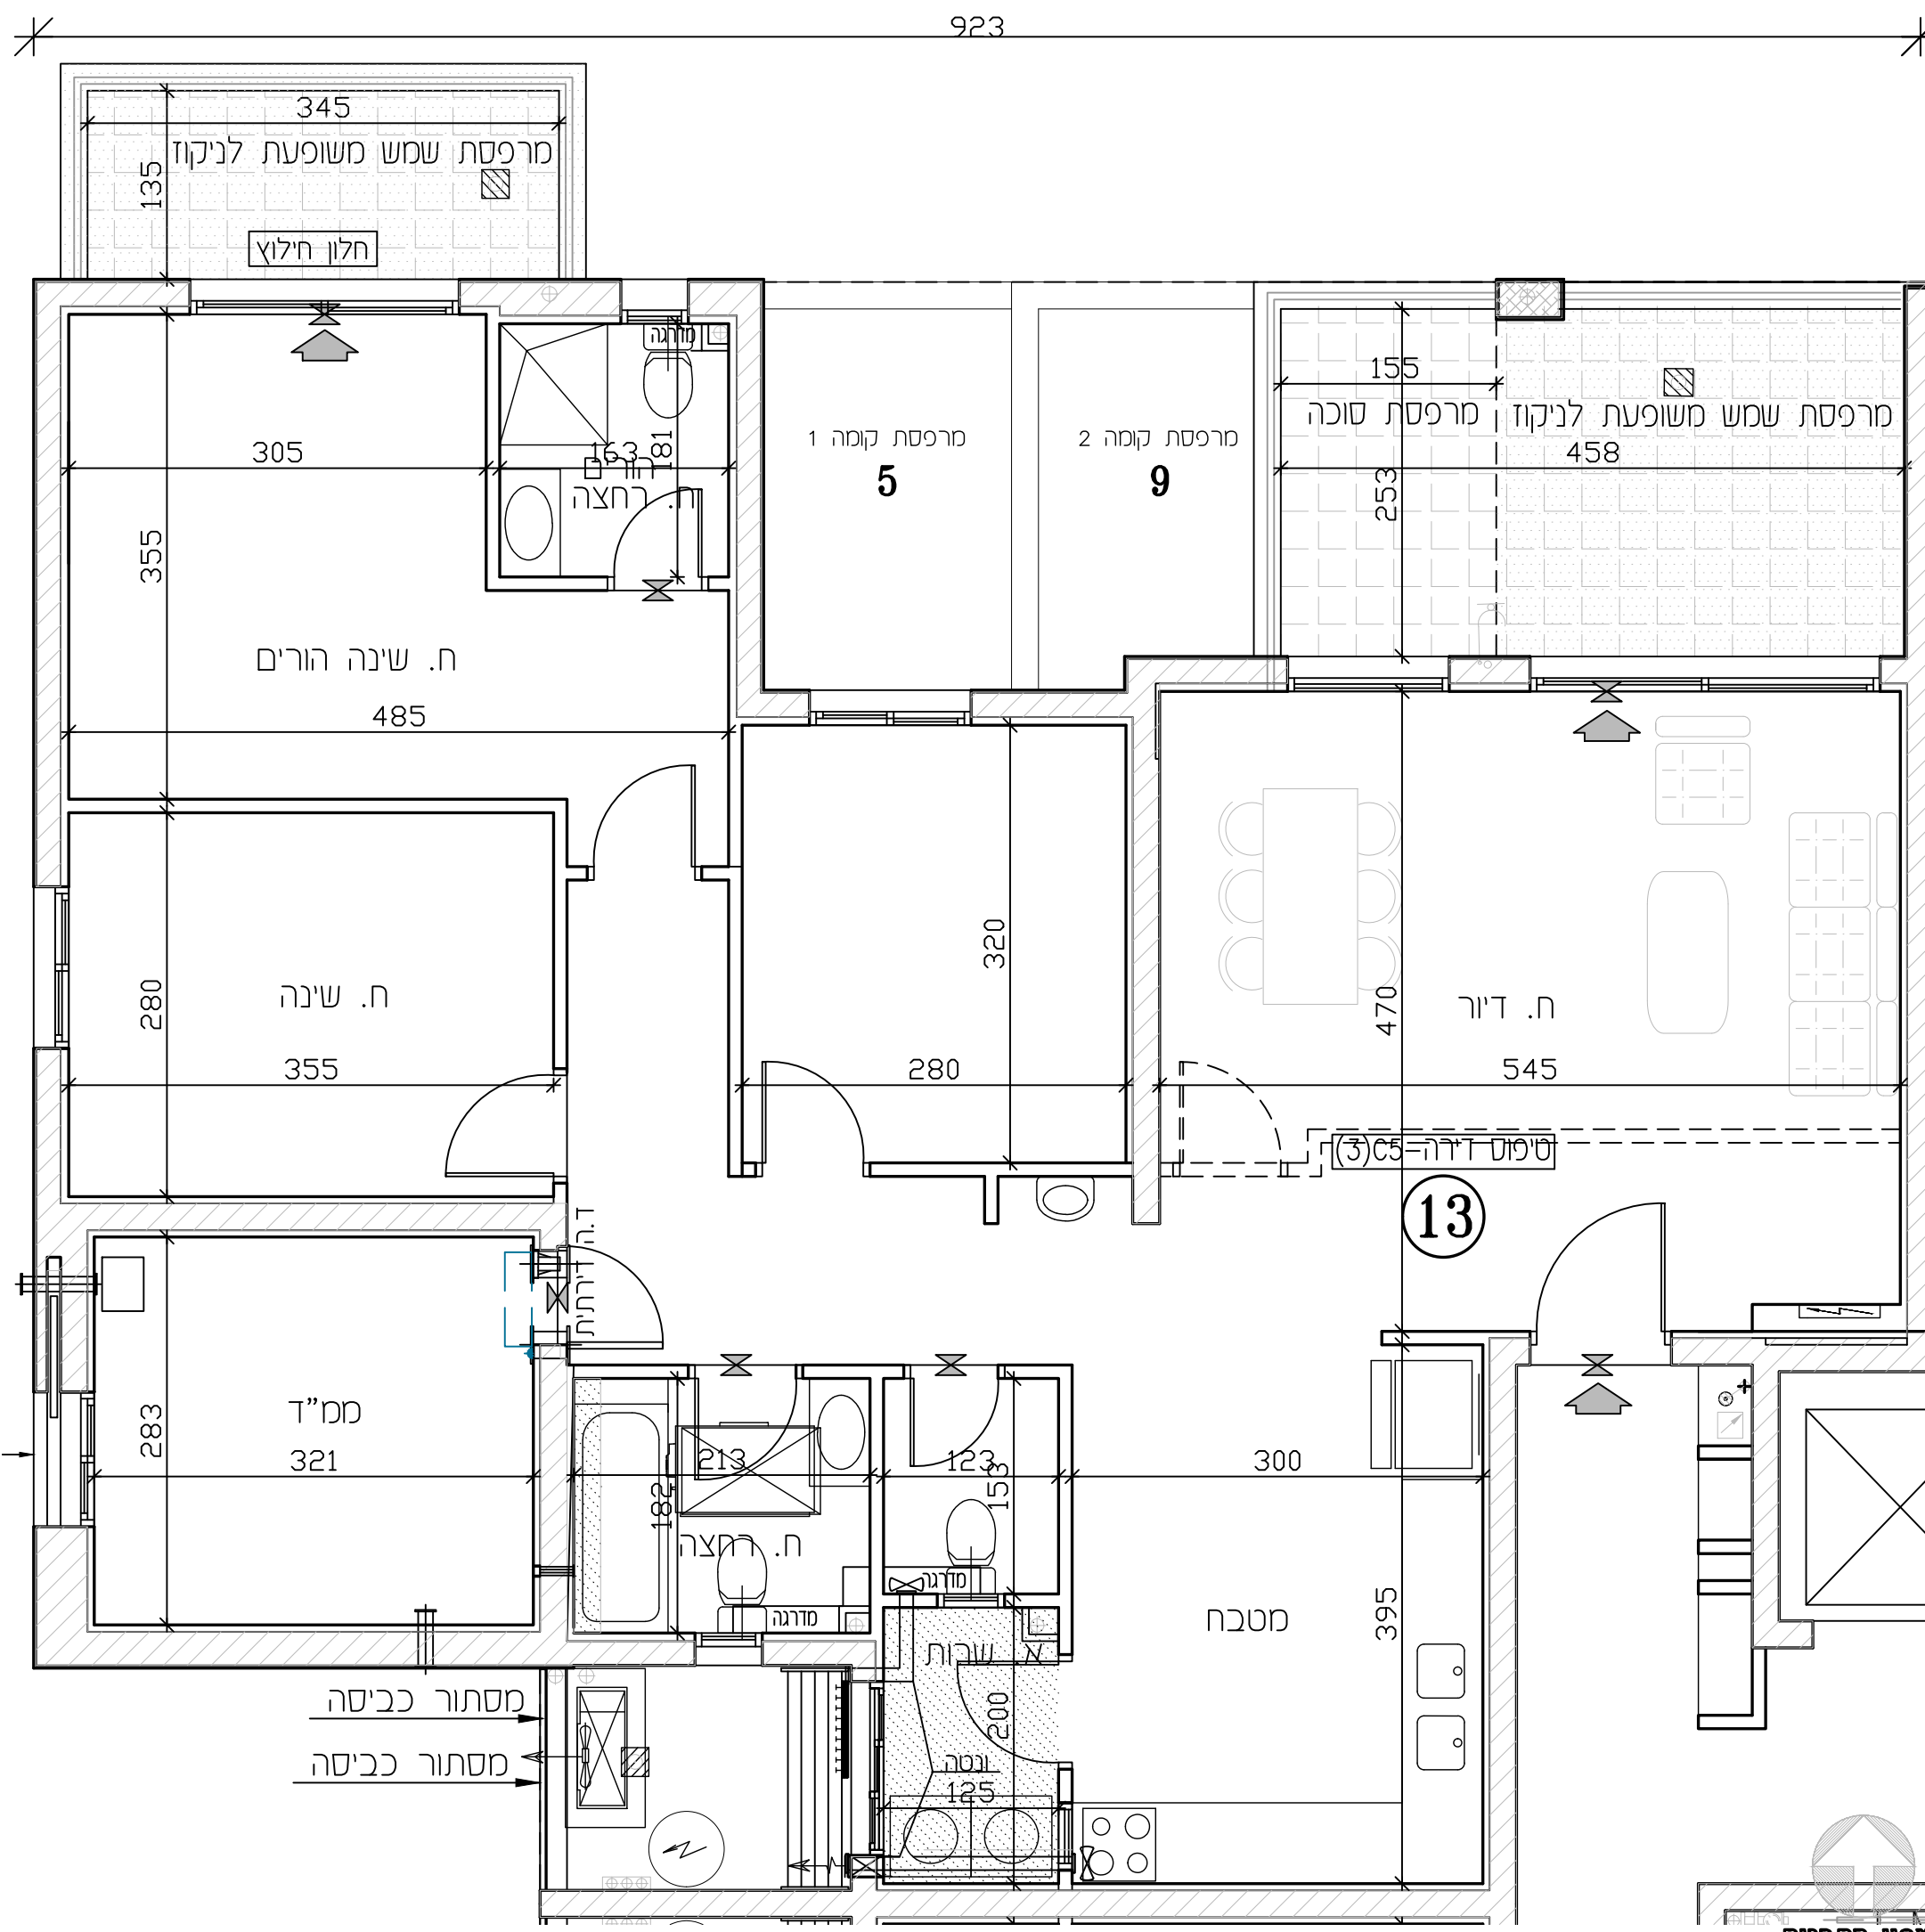 923
345
מרפסת שמש משופעת לניקוז
135
חלון חילוץ
מדרגה
155
מרפסת סוכה
מרפסת שמש משופעת לניקוז
458
253
מרפסת קומה 1
5
מרפסת קומה 2
9
305
163
181
הורים
ח. רחצה
355
ח. שינה הורים
485
320
280
470
ח. דיור
545
280
ח. שינה
355
טיפוס דירה-C5(3)
13
ד.ה דירתית
ממ"ד
283
321
213
182
ח. רחצה
מדרגה
123
153
מדרגה
300
מטבח
395
א. שרות
200
ונטה
125
מסתור כביסה
מסתור כביסה